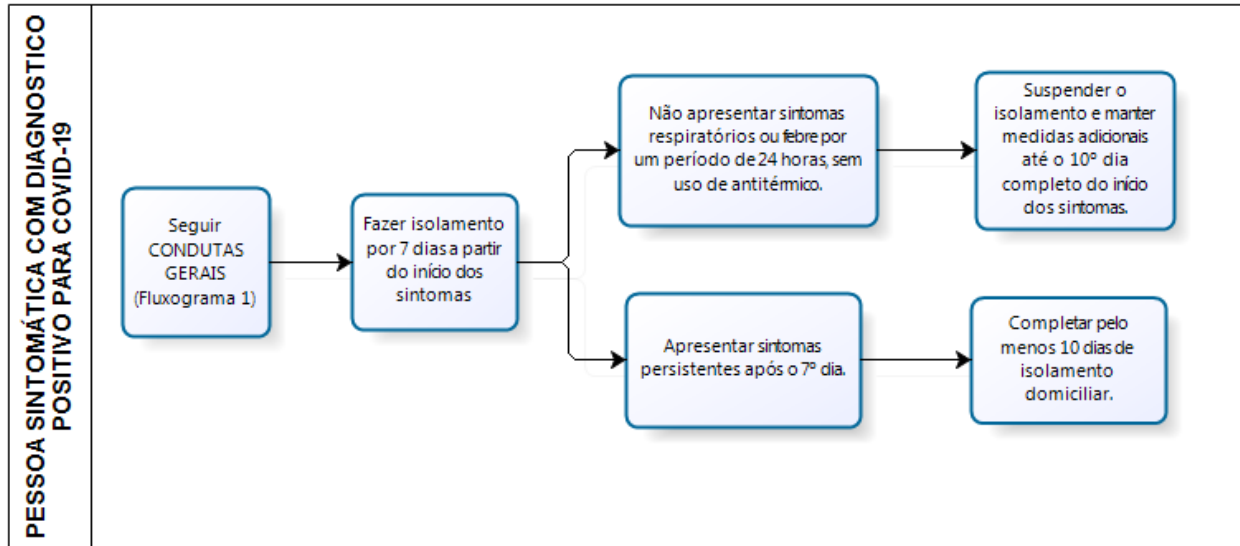 PESSOA SINTOMÁTICA COM DIAGNOSTICO
POSITIVO PARA COVID-19
Seguir
CONDUTAS
GERAIS
(Fluxograma 1)
Fazer isolamento
por 7 dias a partir
do início dos
sintomas
Não apresentar sintomas
respiratórios ou febre por
um período de 24 horas, sem
uso de antitérmico.
Suspender o
isolamento e manter
medidas adicionais
até o 10º dia
completo do início
dos sintomas.
Apresentar sintomas
persistentes após o 7º dia.
Completar pelo
menos 10 dias de
isolamento
domiciliar.